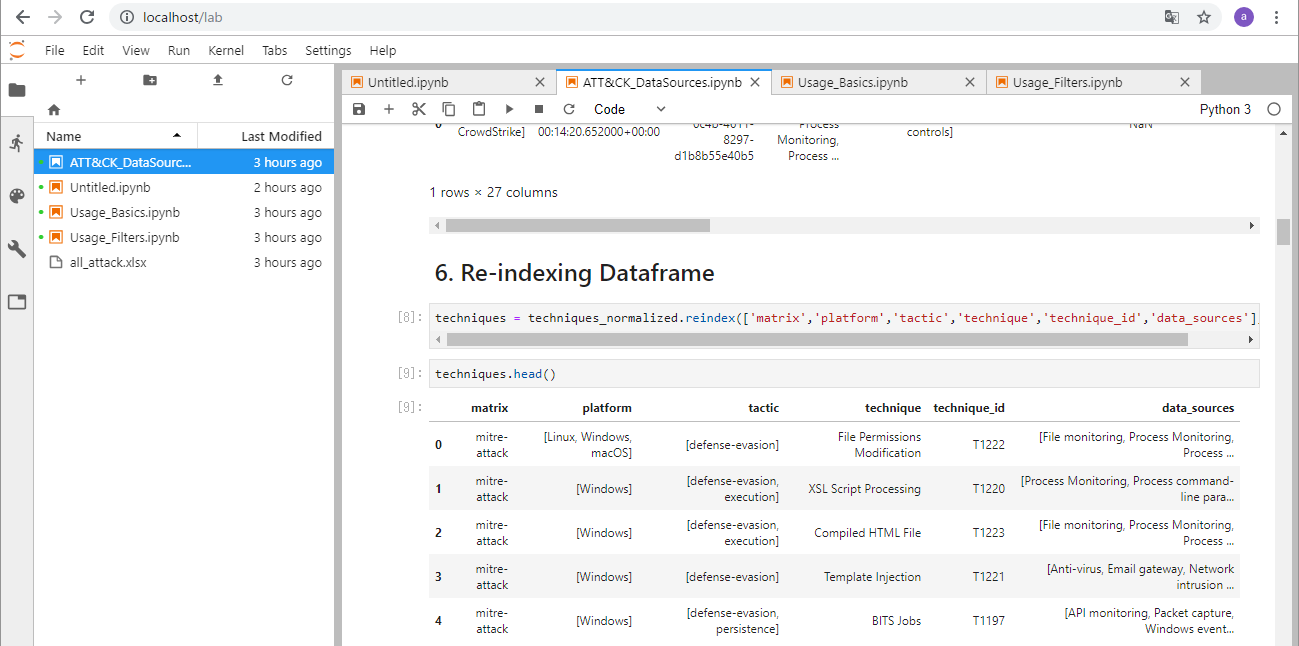 localhost/lab
a
File Edit View Run Kernel Tabs Settings Help
Name Last Modified
ATT&CK_DataSourc... 3 hours ago
Untitled.ipynb 2 hours ago
Usage_Basics.ipynb 3 hours ago
Usage_Filters.ipynb 3 hours ago
all_attack.xlsx 3 hours ago
Untitled.ipynb ATT&CK_DataSources.ipynb Usage_Basics.ipynb Usage_Filters.ipynb
Code Python 3
0 CrowdStrike] 00:14:20.652000+00:00 Process controls] NaN
8297- Monitoring,
d1b8b55e40b5 Process ...
1 rows × 27 columns
6. Re-indexing Dataframe
[8]: techniques = techniques_normalized.reindex(['matrix','platform','tactic','technique','technique_id','data_sources']
[9]: techniques.head()
[9]: matrix platform tactic technique technique_id data_sources
0 mitre-attack [Linux, Windows, macOS] [defense-evasion] File Permissions Modification T1222 [File monitoring, Process Monitoring, Process ...
1 mitre-attack [Windows] [defense-evasion, execution] XSL Script Processing T1220 [Process Monitoring, Process command-line para...
2 mitre-attack [Windows] [defense-evasion, execution] Compiled HTML File T1223 [File monitoring, Process Monitoring, Process ...
3 mitre-attack [Windows] [defense-evasion] Template Injection T1221 [Anti-virus, Email gateway, Network intrusion ...
4 mitre-attack [Windows] [defense-evasion, persistence] BITS Jobs T1197 [API monitoring, Packet capture, Windows event...